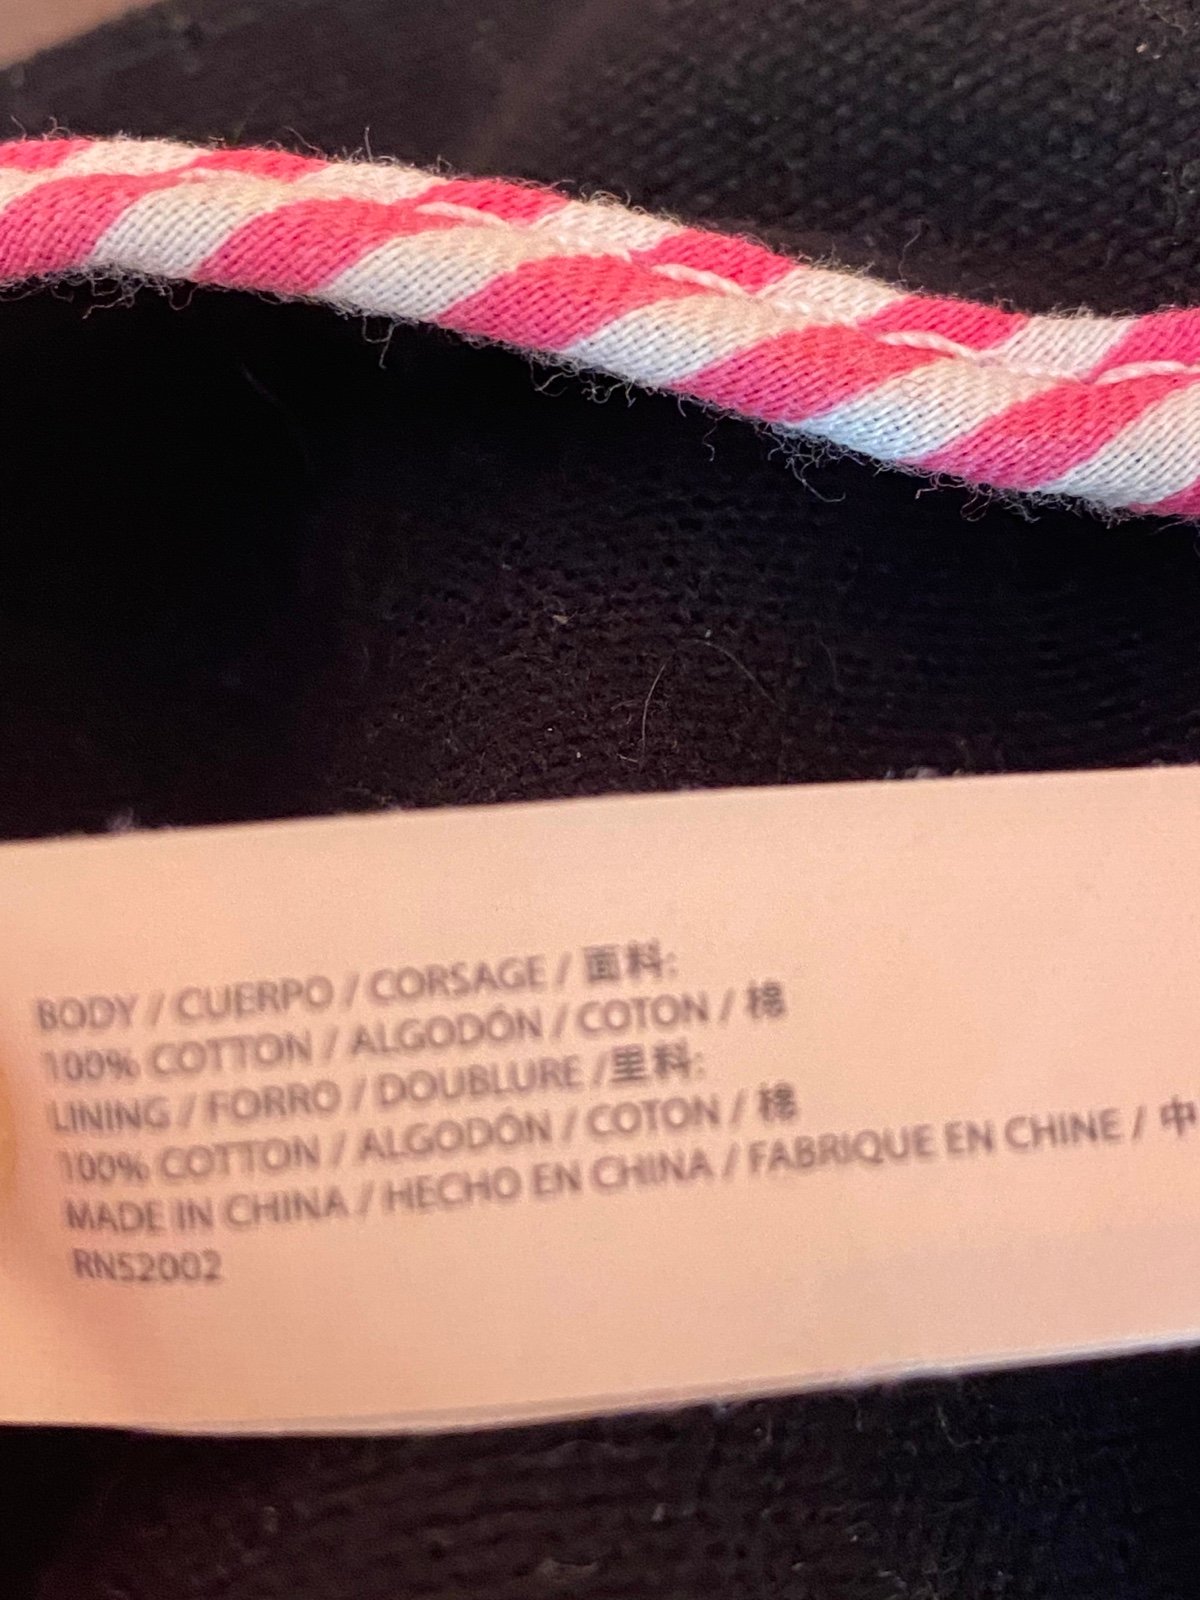 BODY / CUERPO / CORSAGE / 面料:
100% COTTON / ALGODÓN / COTON / 棉
LINING / FORRO / DOUBLURE /里料:
100% COTTON / ALGODÓN / COTON / 棉
MADE IN CHINA / HECHO EN CHINA / FABRIQUE EN CHINE / 中
RN52002